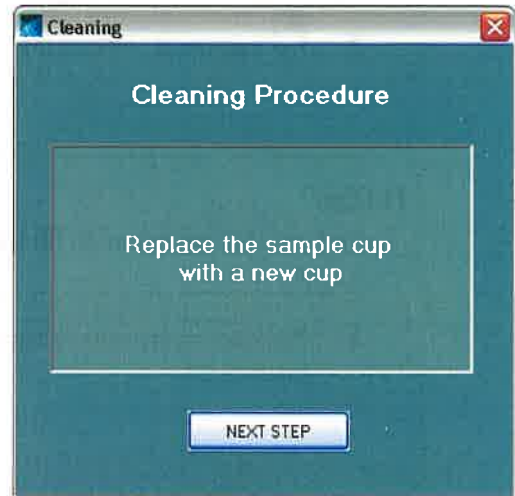 Cleaning
Cleaning Procedure
Replace the sample cup
with a new cup
NEXT STEP